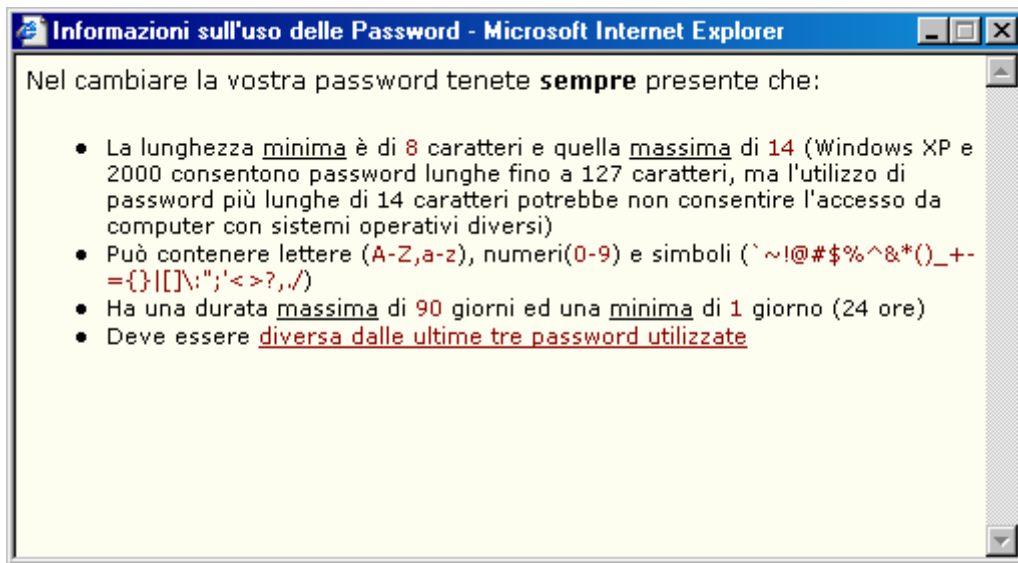 Informazioni sull'uso delle Password - Microsoft Internet Explorer
Nel cambiare la vostra password tenete sempre presente che:
● La lunghezza minima è di 8 caratteri e quella massima di 14 (Windows XP e
2000 consentono password lunghe fino a 127 caratteri, ma l'utilizzo di
password più lunghe di 14 caratteri potrebbe non consentire l'accesso da
computer con sistemi operativi diversi)
● Può contenere lettere (A-Z,a-z), numeri(0-9) e simboli (`~!@#$%^&*()_+-
={}|[]\:";'<>?,./)
● Ha una durata massima di 90 giorni ed una minima di 1 giorno (24 ore)
● Deve essere diversa dalle ultime tre password utilizzate